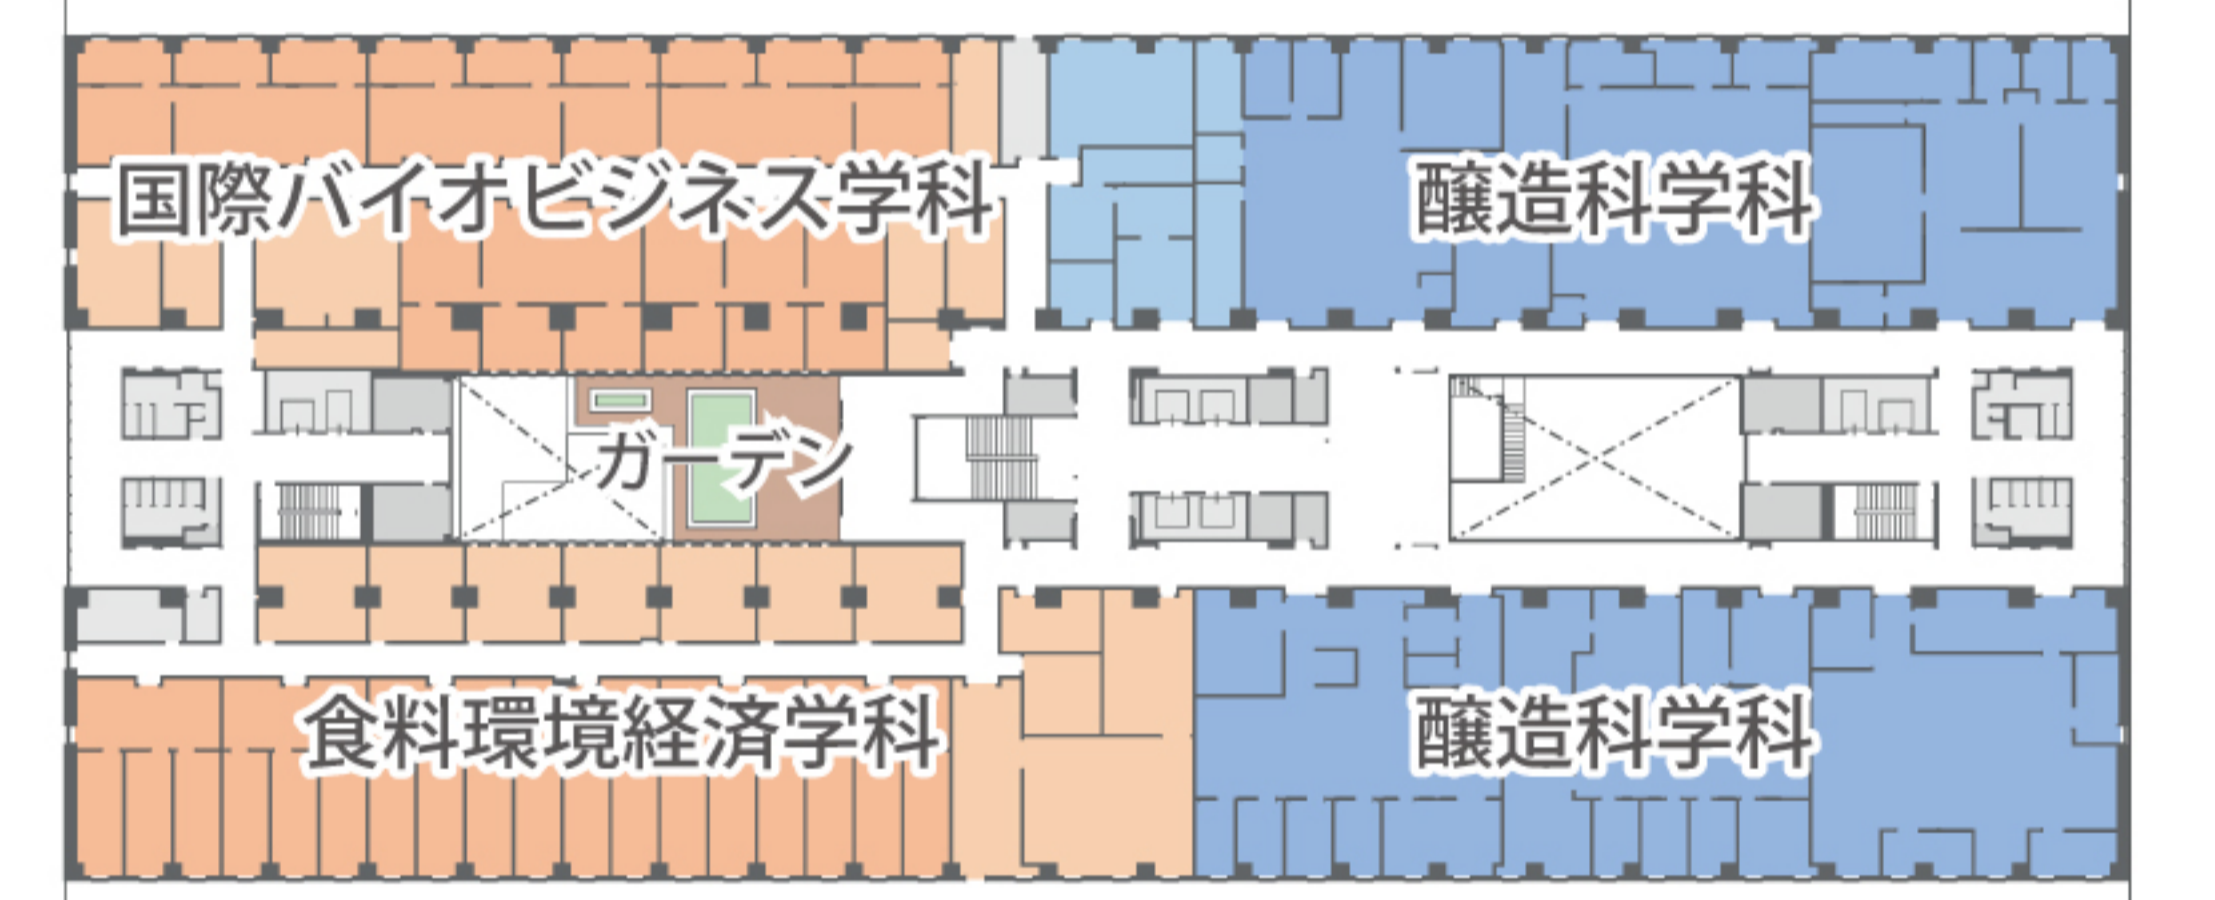 国際バイオビジネス学科
醸造科学科
ガーデン
食料環境経済学科
醸造科学科